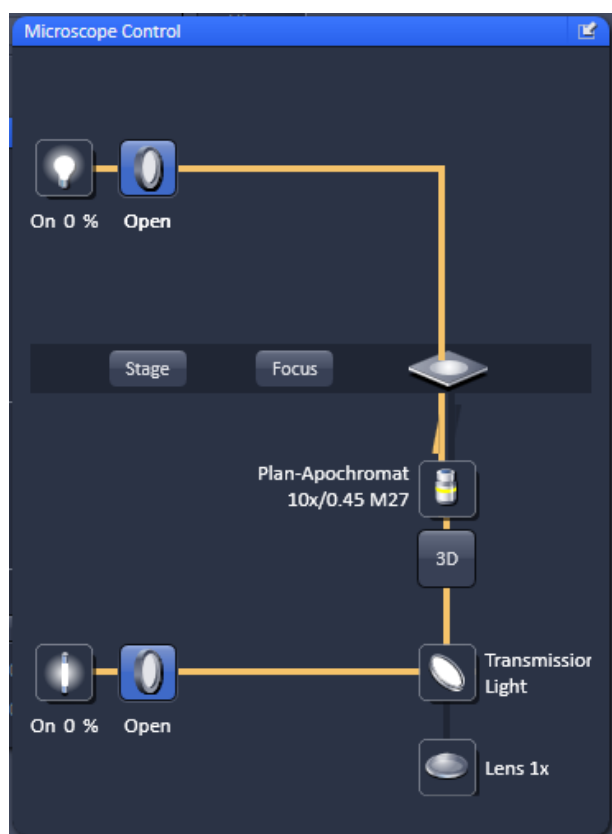 Microscope Control
On 0 %
Open
Stage
Focus
Plan-Apochromat
10x/0.45 M27
3D
Transmission
Light
On 0 %
Open
Lens 1x